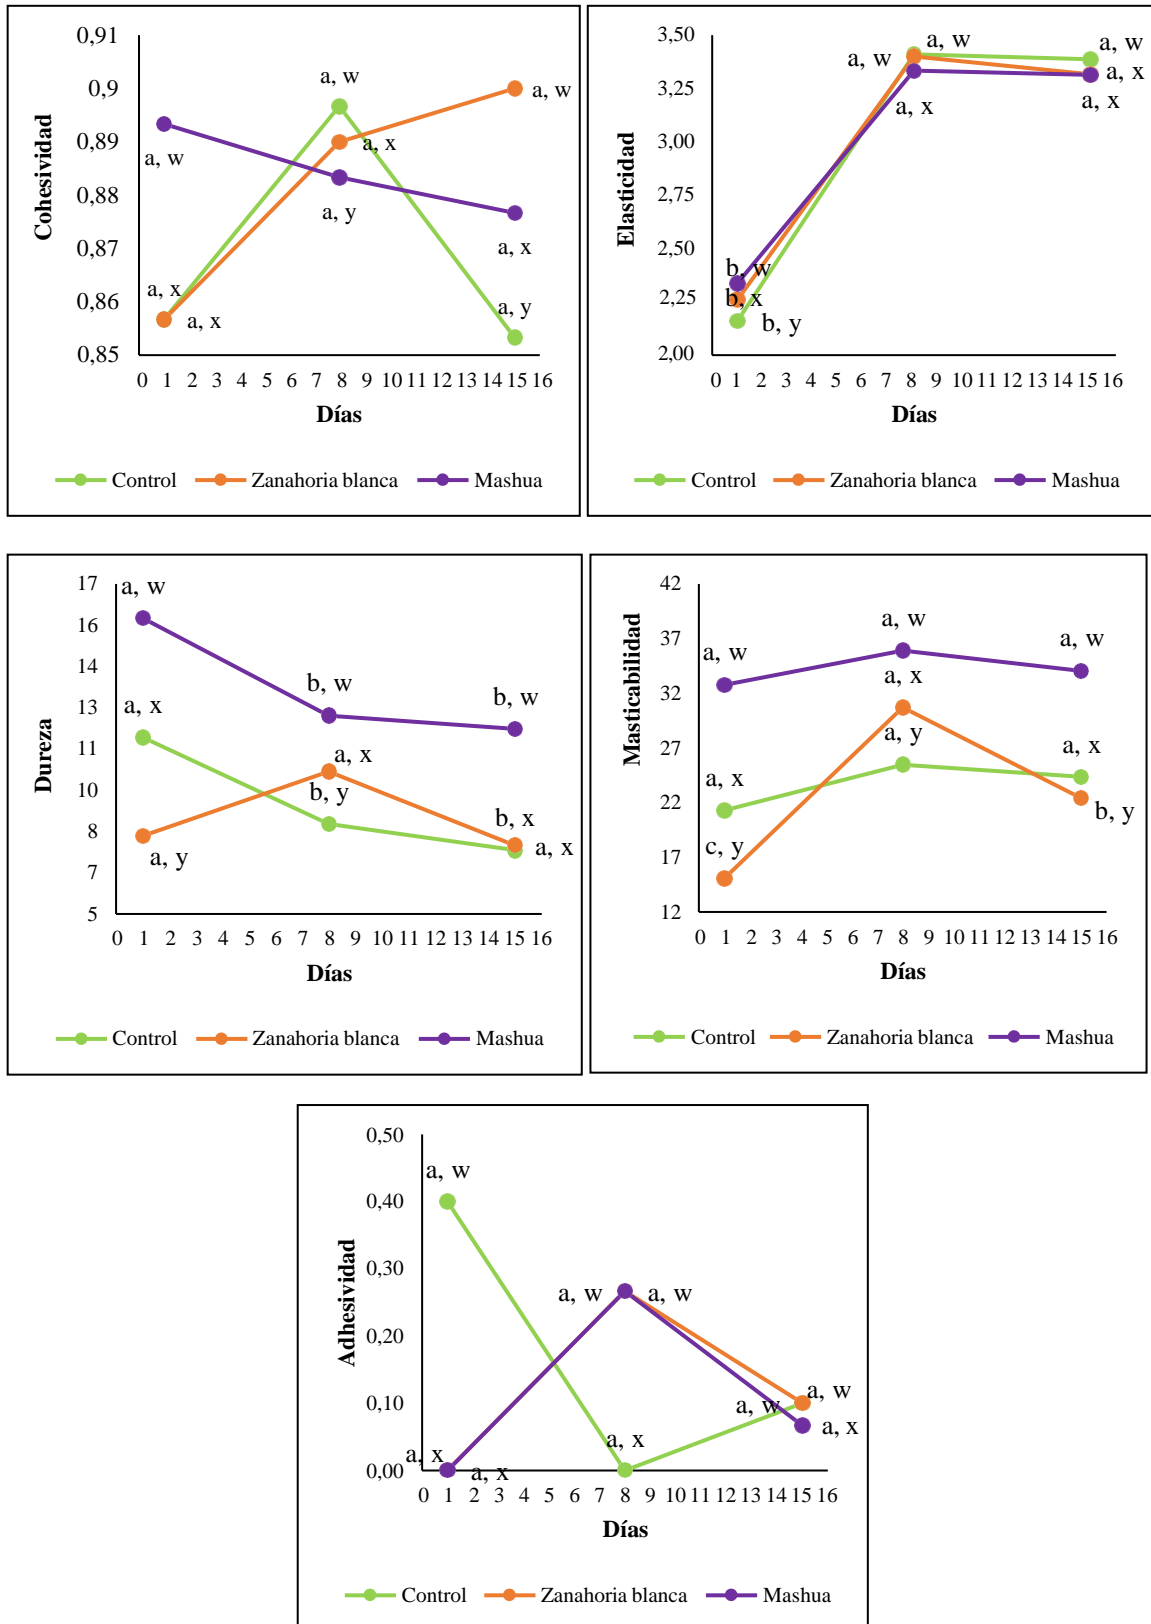 Cohesividad
0,91
0,9
0,89
0,88
0,87
0,86
0,85
a, w
a, w
a, x
a, w
a, y
a, x
a, x
a, x
a, y
0 1 2 3 4 5 6 7 8 9 10 11 12 13 14 15 16
Días
Control Zanahoria blanca Mashua
Elasticidad
3,50
3,25
3,00
2,75
2,50
2,25
2,00
a, w
a, w
a, w
a, x
a, x
a, x
b, w
b, x
b, y
0 1 2 3 4 5 6 7 8 9 10 11 12 13 14 15 16
Días
Control Zanahoria blanca Mashua
Dureza
17
16
14
13
11
10
8
7
5
a, w
b, w
b, w
a, x
a, x
b, y
b, x
a, y
a, x
0 1 2 3 4 5 6 7 8 9 10 11 12 13 14 15 16
Días
Control Zanahoria blanca Mashua
Masticabilidad
42
37
32
27
22
17
12
a, w
a, w
a, w
a, x
a, y
a, x
a, x
b, y
c, y
0 1 2 3 4 5 6 7 8 9 10 11 12 13 14 15 16
Días
Control Zanahoria blanca Mashua
Adhesividad
0,50
0,40
0,30
0,20
0,10
0,00
a, w
a, w
a, w
a, w
a, w
a, x
a, x
a, x
a, x
0 1 2 3 4 5 6 7 8 9 10 11 12 13 14 15 16
Días
Control Zanahoria blanca Mashua